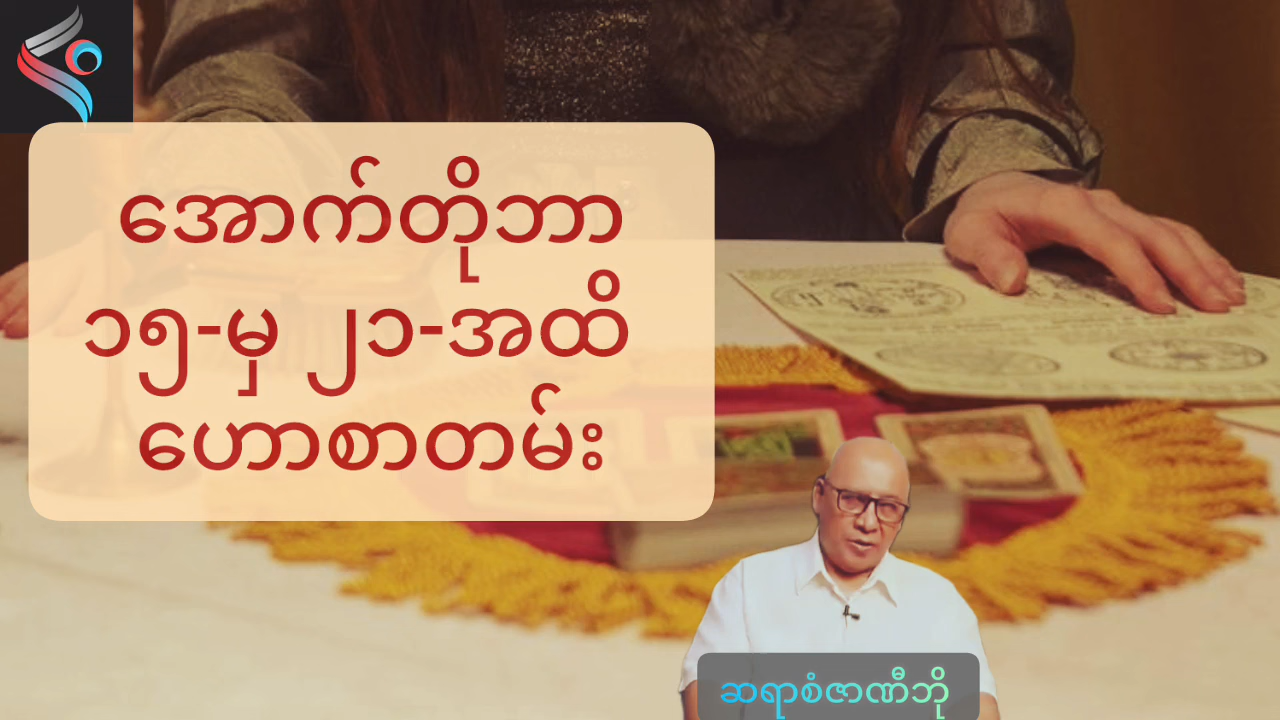 အောက်တိုဘာ
၁၅-မှ ၂၁-အထိ
ဟောစာတမ်း
ဆရာစံဇာဏီဘို